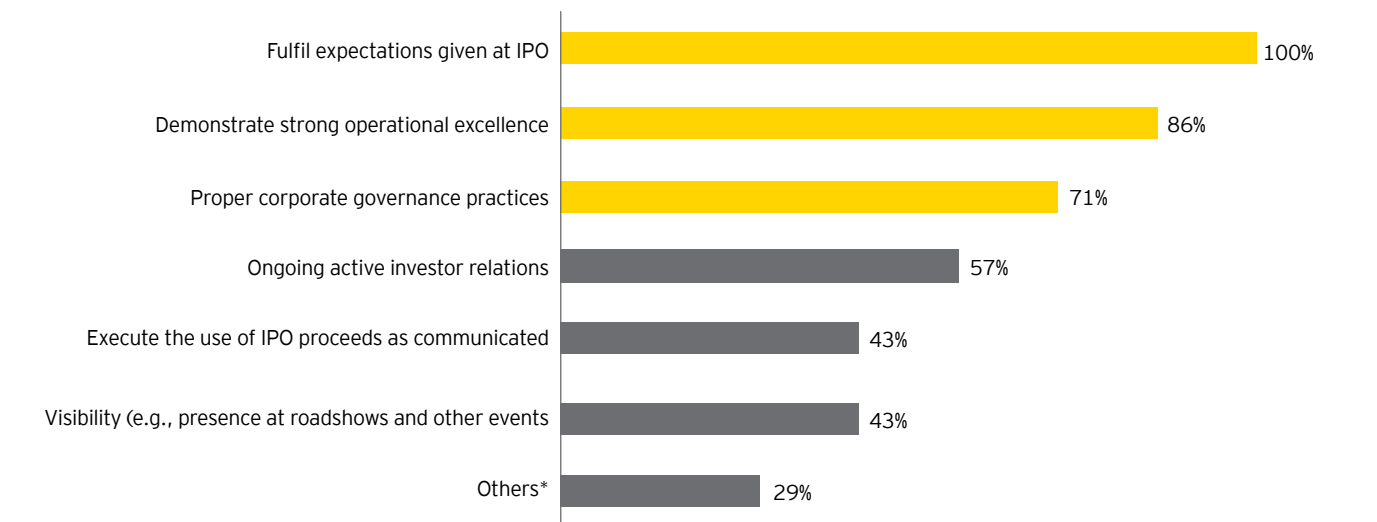 Fulfil expectations given at IPO 100%
Demonstrate strong operational excellence 86%
Proper corporate governance practices 71%
Ongoing active investor relations 57%
Execute the use of IPO proceeds as communicated 43%
Visibility (e.g., presence at roadshows and other events 43%
Others* 29%